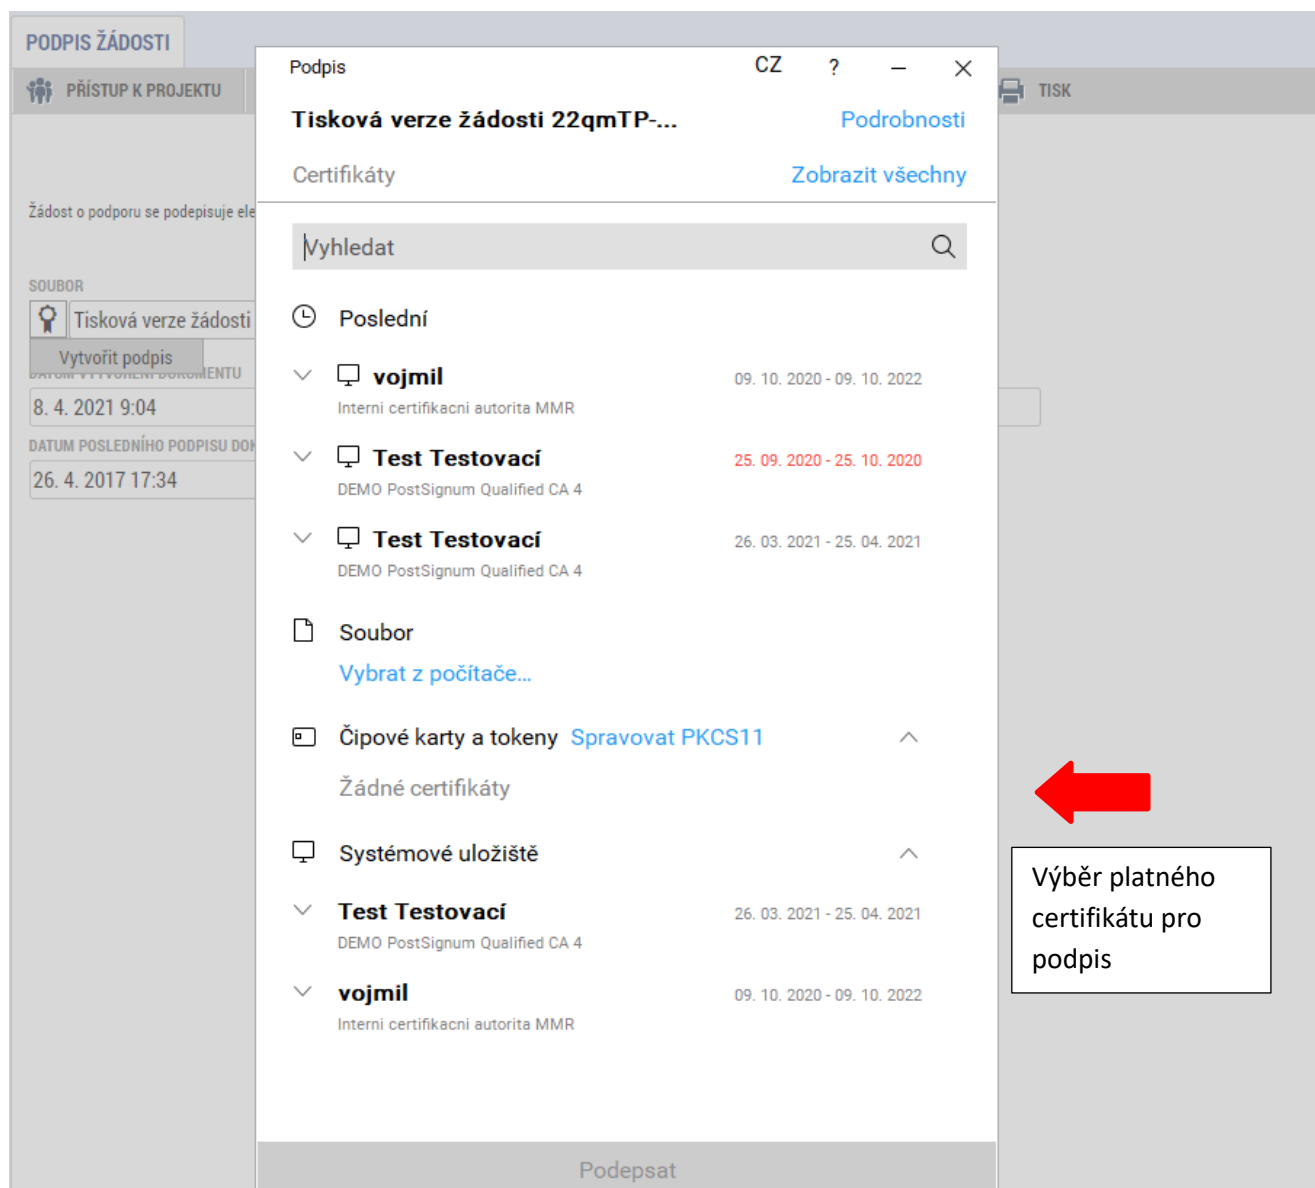 PODPIS ŽÁDOSTI
PŘÍSTUP K PROJEKTU
TISK
Žádost o podporu se podepisuje ele
SOUBOR
Tisková verze žádosti
Vytvořit podpis
DATUM VYTVOŘENÍ DOKUMENTU
8. 4. 2021 9:04
DATUM POSLEDNÍHO PODPISU DOK
26. 4. 2017 17:34
Podpis CZ ?
Tisková verze žádosti 22qmTP-... Podrobnosti
Certifikáty Zobrazit všechny
Vyhledat
Poslední
vojmil 09. 10. 2020 - 09. 10. 2022
Interni certifikacni autorita MMR
Test Testovací 25. 09. 2020 - 25. 10. 2020
DEMO PostSignum Qualified CA 4
Test Testovací 26. 03. 2021 - 25. 04. 2021
DEMO PostSignum Qualified CA 4
Soubor
Vybrat z počítače...
Čipové karty a tokeny Spravovat PKCS11
Žádné certifikáty
Systémové uložiště
Test Testovací 26. 03. 2021 - 25. 04. 2021
DEMO PostSignum Qualified CA 4
vojmil 09. 10. 2020 - 09. 10. 2022
Interni certifikacni autorita MMR
Podepsat
Výběr platného
certifikátu pro
podpis